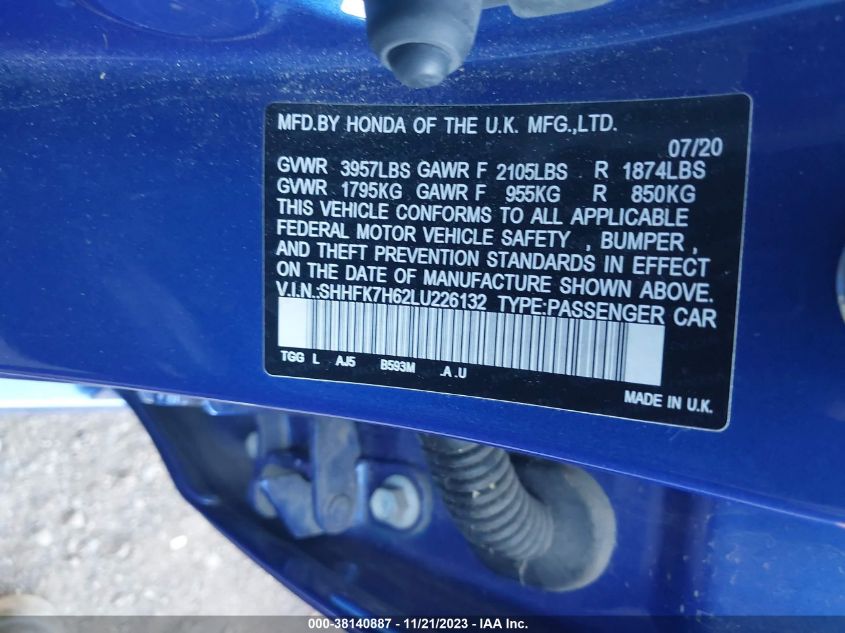 MFD.BY HONDA OF THE U.K. MFG.,LTD.
07/20
GVWR 3957LBS GAWR F 2105LBS R 1874LBS
GVWR 1795KG GAWR F 955KG R 850KG
THIS VEHICLE CONFORMS TO ALL APPLICABLE
FEDERAL MOTOR VEHICLE SAFETY , BUMPER ,
AND THEFT PREVENTION STANDARDS IN EFFECT
ON THE DATE OF MANUFACTURE SHOWN ABOVE.
V.I.N.:SHHFK7H62LU226132 TYPE:PASSENGER CAR
TGG L AJ5 B593M .A .U
MADE IN U.K.
000-38140887 - 11/21/2023 - IAA Inc.